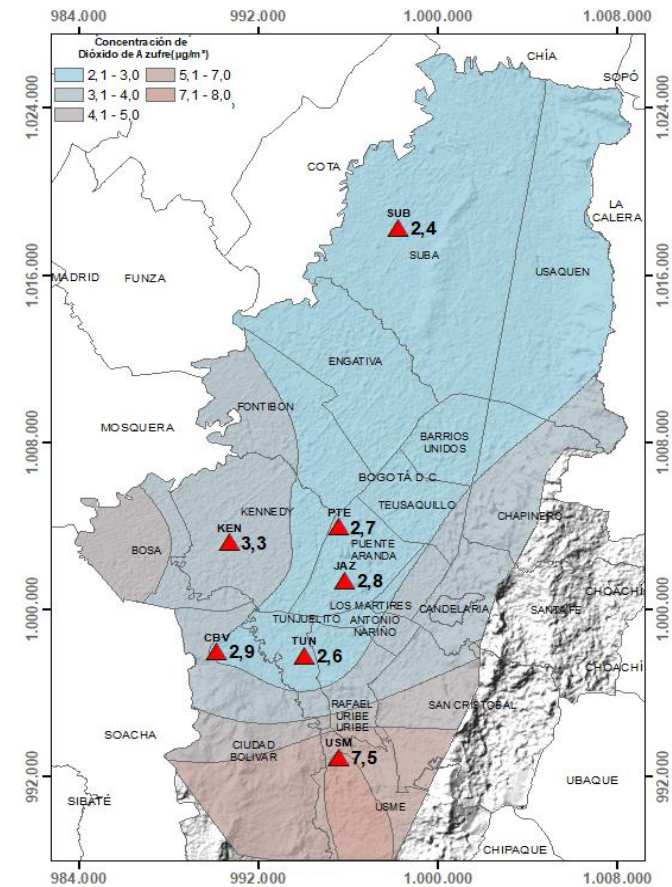 984.000 992.000 1.000.000 1.008.000
Concentración de
Dióxido de Azufre(µg/m³)
2,1 - 3,0
5,1 - 7,0
3,1 - 4,0
7,1 - 8,0
4,1 - 5,0
CHÍA
SOPÓ
1.024.000
1.024.000
COTA
LA
CALERA
SUB
2,4
SUBA
USAQUEN
1.016.000
MADRID
FUNZA
1.016.000
ENGATIVA
FONTIBON
MOSQUERA
1.008.000
BARRIOS
UNIDOS
1.008.000
BOGOTÁ D.C.
TEUSAQUILLO
KENNEDY
PTE
2,7
CHAPINERO
KEN
3,3
BOSA
PUENTE
ARANDA
JAZ
2,8
CHOACHÍ
1.000.000
LOS MARTIRES
CANDELARIA
SANTAFE
1.000.000
TUNJUELITO
ANTONIO
NARIÑO
CBV
2,9
TUN
2,6
CHOACHÍ
RAFAEL
URIBE
URIBE
SAN CRISTOBAL
SOACHA
CIUDAD
BOLIVAR
USM
7,5
992.000
SIBATÉ
UBAQUE
992.000
USME
CHIPAQUE
984.000 992.000 1.000.000 1.008.000